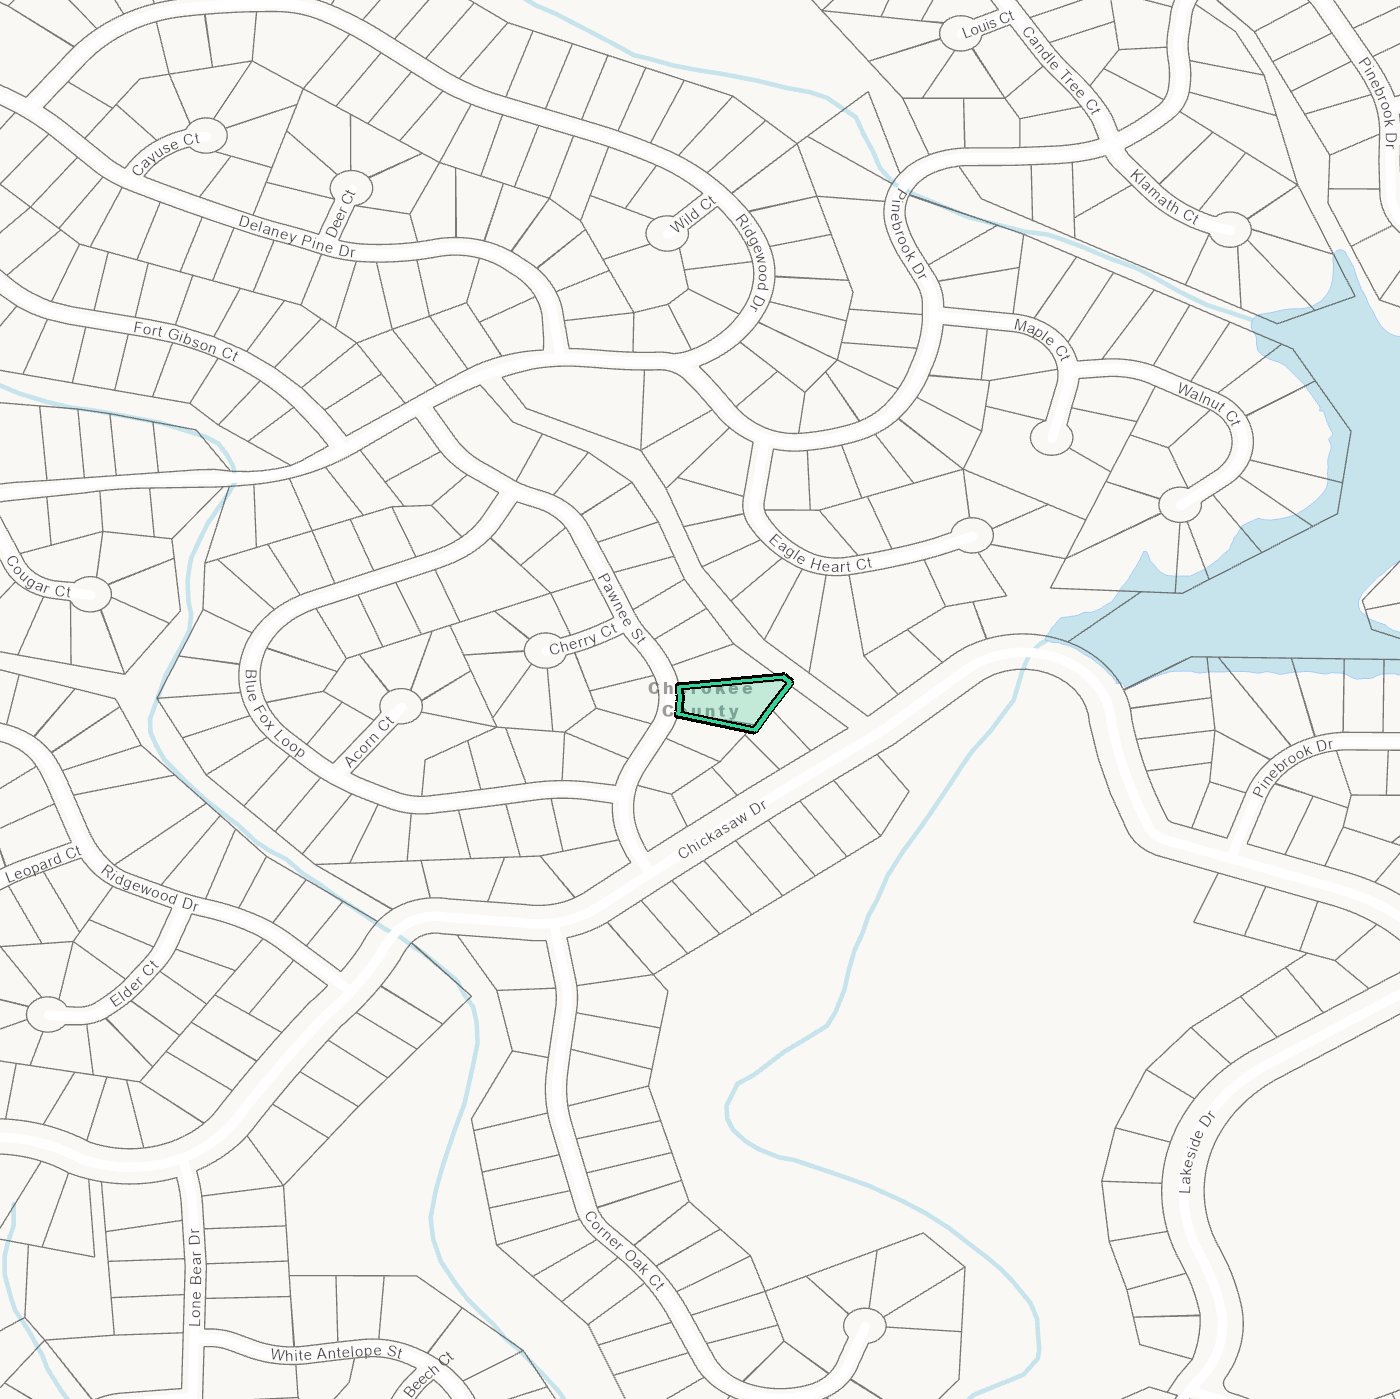 Louis Ct
Candle Tree Ct
Pinebrook Dr
Cayuse Ct
Deer Ct
Wild Ct
Klamath Ct
Delaney Pine Dr
Ridgewood Dr
Pinebrook Dr
Fort Gibson Ct
Maple Ct
Walnut Ct
Cougar Ct
Eagle Heart Ct
Pawnee St
Cherry Ct
Cherokee
County
Blue Fox Loop
Acorn Ct
Pinebrook Dr
Chickasaw Dr
Leopard Ct
Ridgewood Dr
Elder Ct
Lakeside Dr
Corner Oak Ct
Lone Bear Dr
White Antelope St
Beech Ct